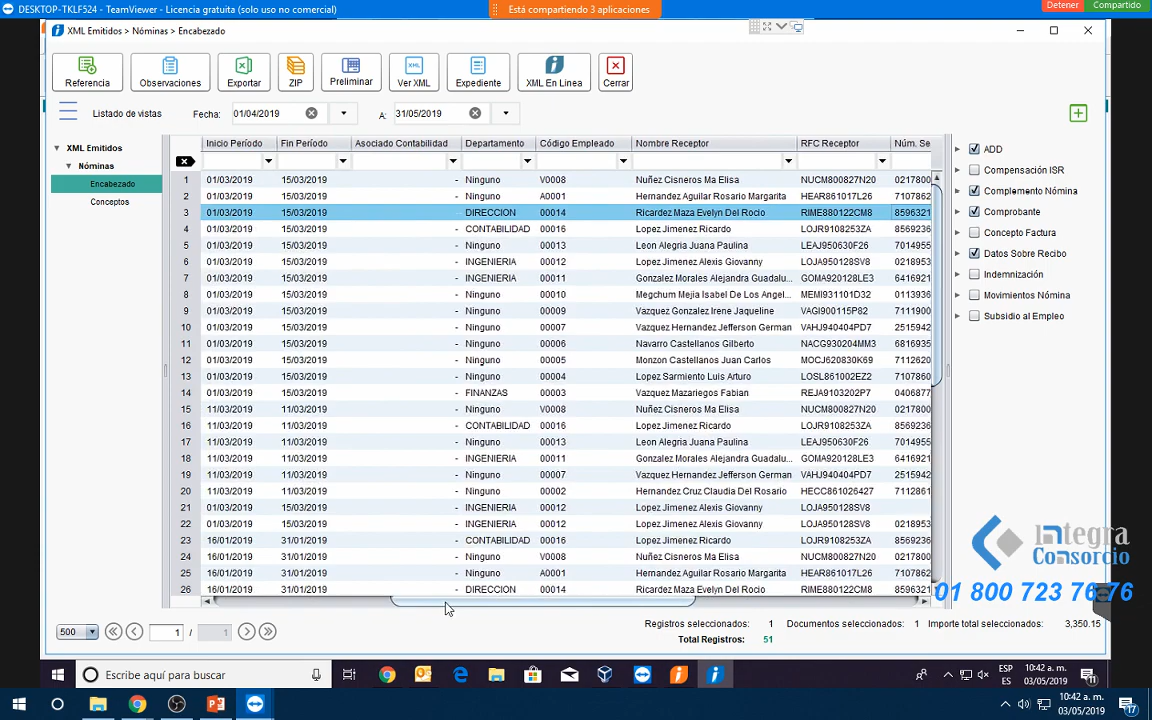 DESKTOP-TKLF524 - TeamViewer - Licencia gratuita (solo uso no comercial)
Está compartiendo 3 aplicaciones
Detener
Compartido
XML Emitidos > Nóminas > Encabezado
Referencia Observaciones Exportar ZIP Preliminar Ver XML Expediente XML En Línea Cerrar
Listado de vistas Fecha: 01/04/2019 A: 31/05/2019
XML Emitidos
Nóminas
Encabezado
Conceptos
Inicio Período Fin Período Asociado Contabilidad Departamento Código Empleado Nombre Receptor RFC Receptor Núm. Se
1 01/03/2019 15/03/2019 - Ninguno V0008 Nuñez Cisneros Ma Elisa NUCM800827N20 0217800
2 01/03/2019 15/03/2019 - Ninguno A0001 Hernandez Aguilar Rosario Margarita HEAR861017L26 7107862
3 01/03/2019 15/03/2019 - DIRECCION 00014 Ricardez Maza Evelyn Del Rocio RIME880122CM8 8596321
4 01/03/2019 15/03/2019 - CONTABILIDAD 00016 Lopez Jimenez Ricardo LOJR9108253ZA 8569236
5 01/03/2019 15/03/2019 - Ninguno 00013 Leon Alegria Juana Paulina LEAJ950630F26 7014955
6 01/03/2019 15/03/2019 - INGENIERIA 00012 Lopez Jimenez Alexis Giovanny LOJA950128SV8 0218953
7 01/03/2019 15/03/2019 - INGENIERIA 00011 Gonzalez Morales Alejandra Guadalu... GOMA920128LE3 6416921
8 01/03/2019 15/03/2019 - Ninguno 00010 Megchum Mejia Isabel De Los Angel... MEMI931101D32 0113936
9 01/03/2019 15/03/2019 - Ninguno 00009 Vazquez Gonzalez Irene Jaqueline VAGI900115P82 7111900
10 01/03/2019 15/03/2019 - Ninguno 00007 Vazquez Hernandez Jefferson German VAHJ940404PD7 2515942
11 01/03/2019 15/03/2019 - Ninguno 00006 Navarro Castellanos Gilberto NACG930204MM3 6816935
12 01/03/2019 15/03/2019 - Ninguno 00005 Monzon Castellanos Juan Carlos MOCJ620830K69 7112620
13 01/03/2019 15/03/2019 - Ninguno 00004 Lopez Sarmiento Luis Arturo LOSL861002EZ2 7107860
14 01/03/2019 15/03/2019 - FINANZAS 00003 Vazquez Mazariegos Fabian REJA9103202P7 0406877
15 11/03/2019 11/03/2019 - Ninguno V0008 Nuñez Cisneros Ma Elisa NUCM800827N20 0217800
16 11/03/2019 11/03/2019 - CONTABILIDAD 00016 Lopez Jimenez Ricardo LOJR9108253ZA 8569236
17 11/03/2019 11/03/2019 - Ninguno 00013 Leon Alegria Juana Paulina LEAJ950630F26 7014955
18 11/03/2019 11/03/2019 - INGENIERIA 00011 Gonzalez Morales Alejandra Guadalu... GOMA920128LE3 6416921
19 11/03/2019 11/03/2019 - Ninguno 00007 Vazquez Hernandez Jefferson German VAHJ940404PD7 2515942
20 11/03/2019 11/03/2019 - Ninguno 00002 Hernandez Cruz Claudia Del Rosario HECC861026427 7112861
21 01/03/2019 15/03/2019 - INGENIERIA 00012 Lopez Jimenez Alexis Giovanny LOJA950128SV8
22 01/03/2019 15/03/2019 - INGENIERIA 00012 Lopez Jimenez Alexis Giovanny LOJA950128SV8 0218953
23 16/01/2019 31/01/2019 - CONTABILIDAD 00016 Lopez Jimenez Ricardo LOJR9108253ZA 8569236
24 16/01/2019 31/01/2019 - Ninguno V0008 Nuñez Cisneros Ma Elisa NUCM800827N20 0217800
25 16/01/2019 31/01/2019 - Ninguno A0001 Hernandez Aguilar Rosario Margarita HEAR861017L26 7107862
26 16/01/2019 31/01/2019 - DIRECCION 00014 Ricardez Maza Evelyn Del Rocio RIME880122CM8 8596321
ADD
Compensación ISR
Complemento Nómina
Comprobante
Concepto Factura
Datos Sobre Recibo
Indemnización
Movimientos Nómina
Subsidio al Empleo
Integra
Consorcio
01 800 723 76 76
500 1 / 1
Registros seleccionados: 1 Documentos seleccionados: 1 Importe total seleccionados: 3,350.15
Total Registros: 51
Escribe aquí para buscar
ESP
ES
10:42 a. m.
03/05/2019
11
10:42 a. m.
03/05/2019
17